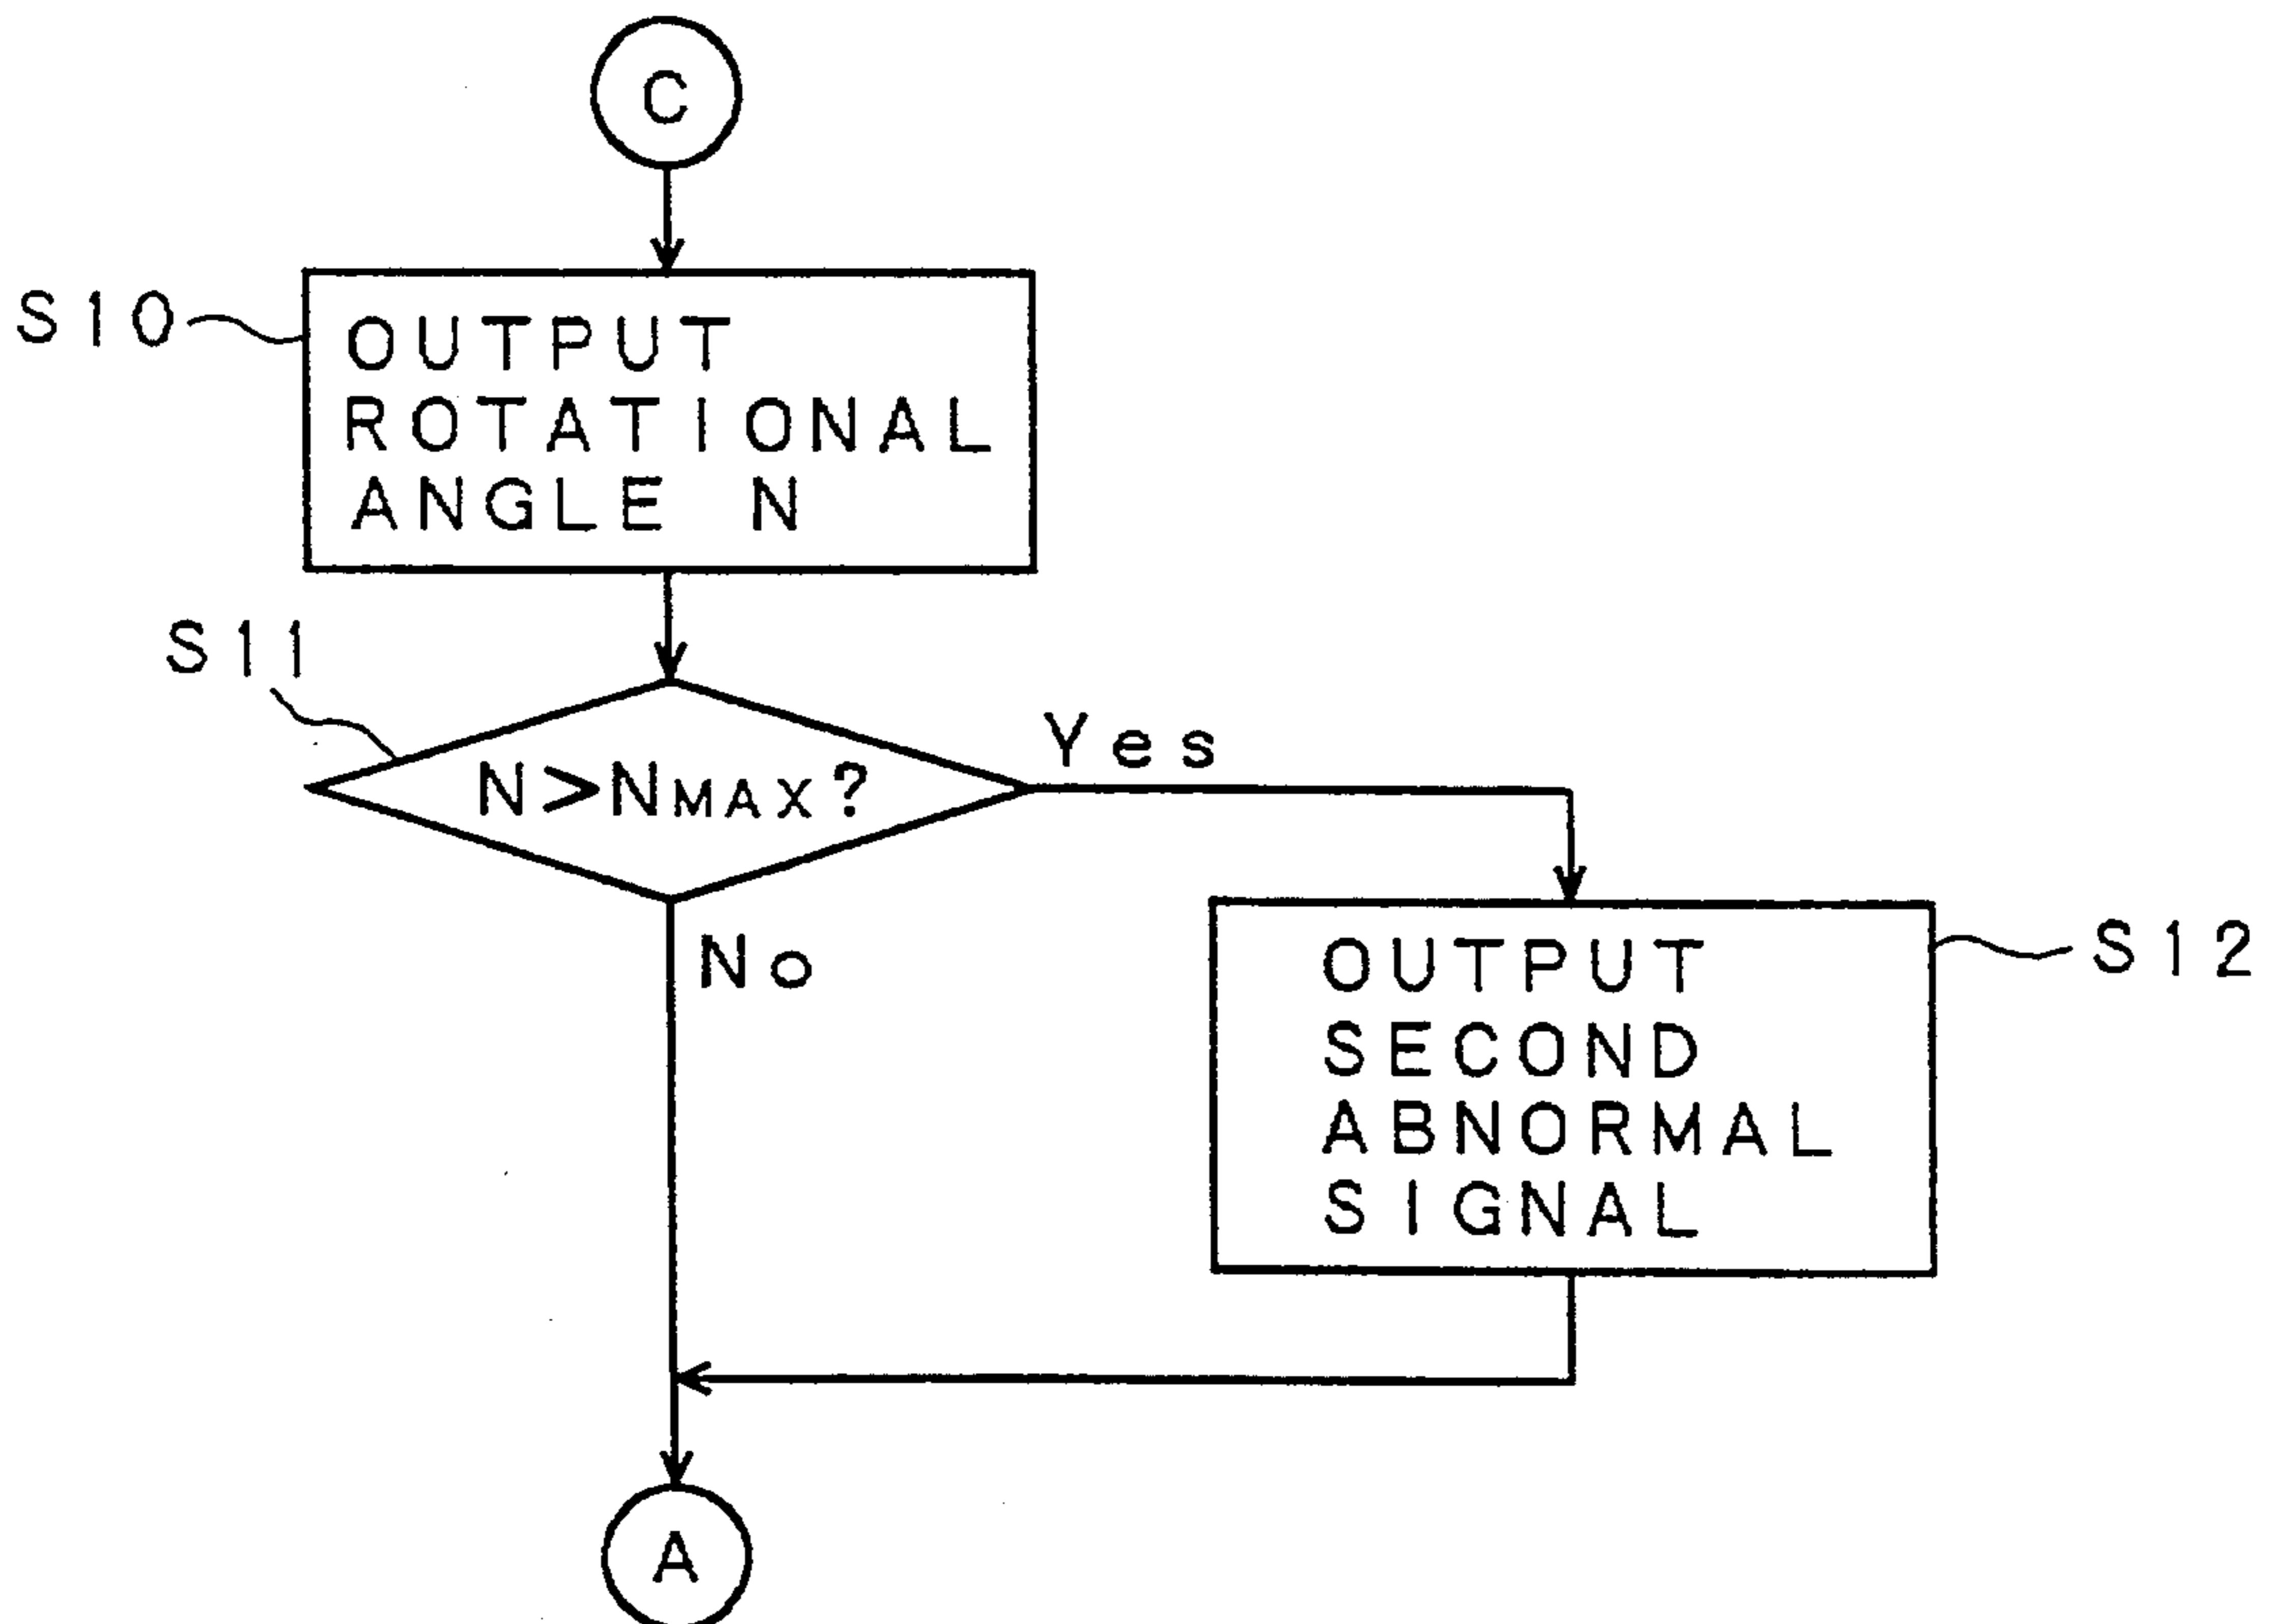 C
S10
OUTPUT
ROTATIONAL
ANGLE N
S11
N>NMAX?
Yes
No
OUTPUT
SECOND
ABNORMAL
SIGNAL
S12
A